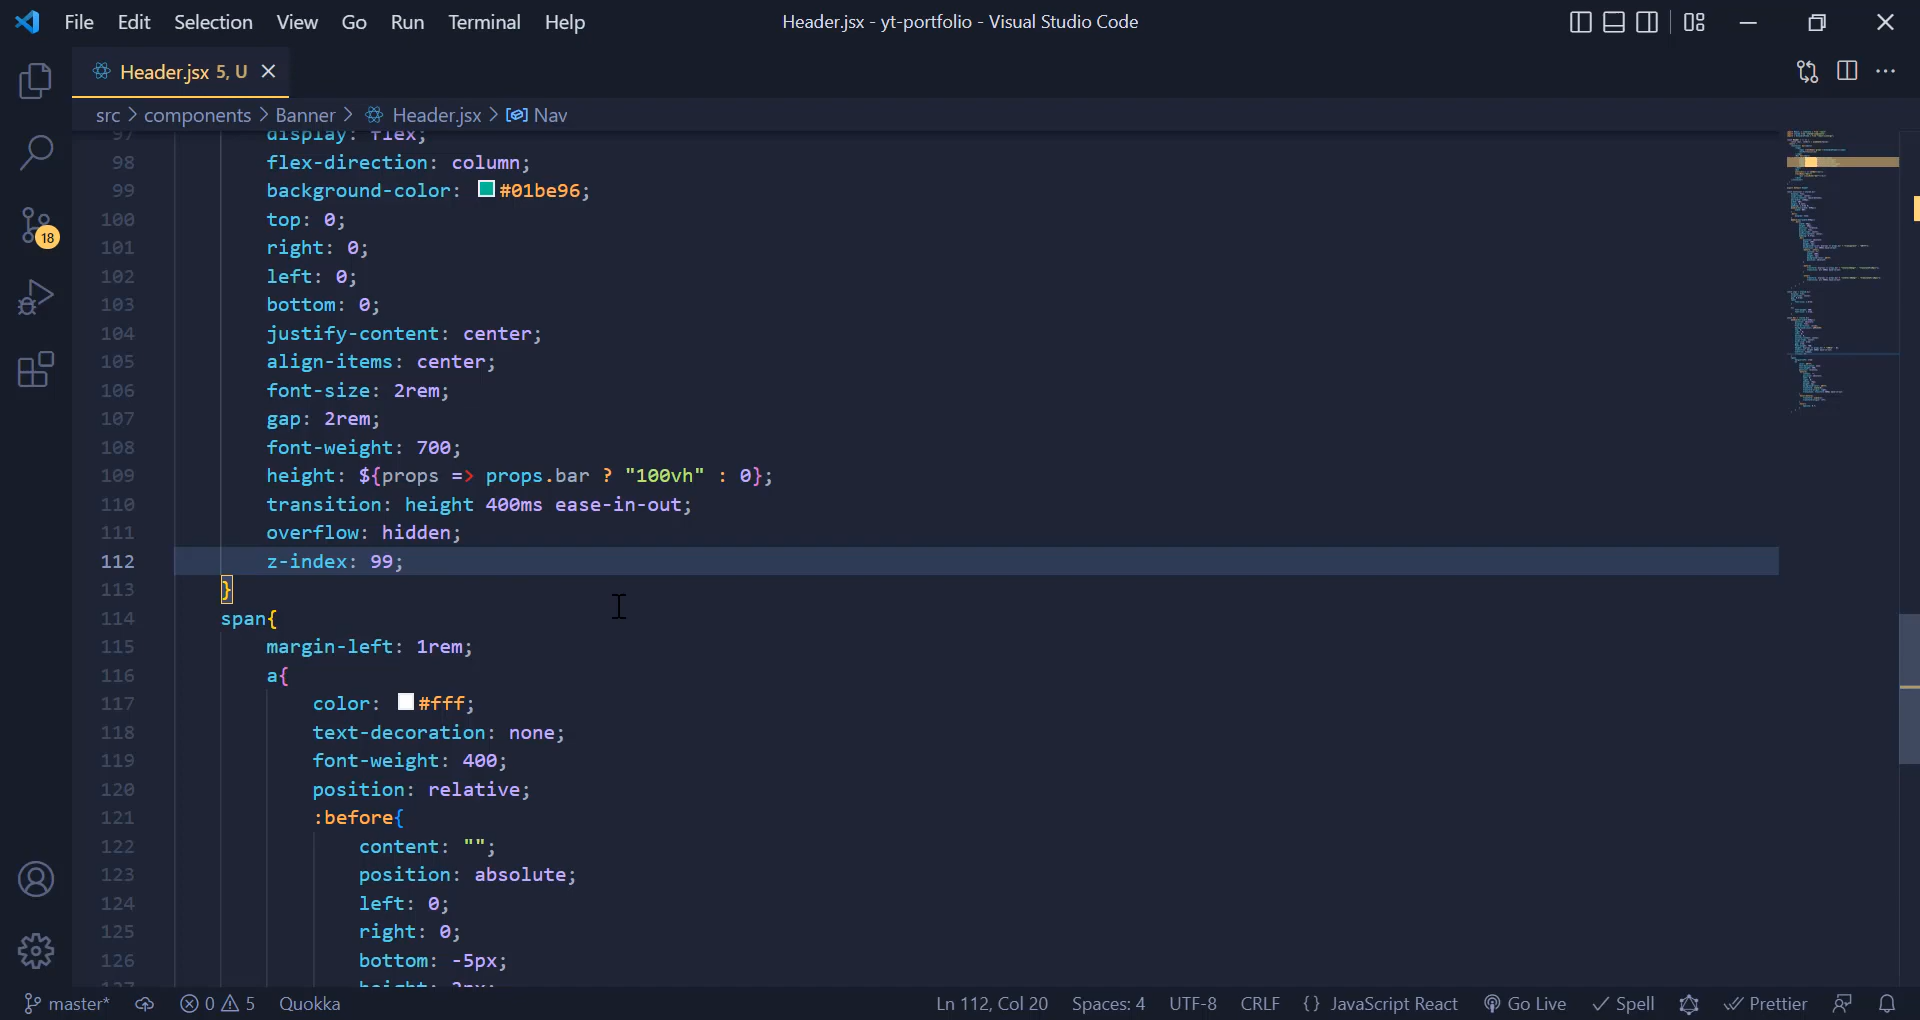 File Edit Selection View Go Run Terminal Help
Header.jsx - yt-portfolio - Visual Studio Code
Header.jsx 5, U
src > components > Banner > Header.jsx > Nav
97 display: flex;
98 flex-direction: column;
99 background-color: #01be96;
100 top: 0;
101 right: 0;
102 left: 0;
103 bottom: 0;
104 justify-content: center;
105 align-items: center;
106 font-size: 2rem;
107 gap: 2rem;
108 font-weight: 700;
109 height: ${props => props.bar ? "100vh" : 0};
110 transition: height 400ms ease-in-out;
111 overflow: hidden;
112 z-index: 99;
113 }
114 span{
115 margin-left: 1rem;
116 a{
117 color: #fff;
118 text-decoration: none;
119 font-weight: 400;
120 position: relative;
121 :before{
122 content: "";
123 position: absolute;
124 left: 0;
125 right: 0;
126 bottom: -5px;
18
master* 0 5 Quokka
Ln 112, Col 20 Spaces: 4 UTF-8 CRLF {} JavaScript React Go Live Spell Prettier